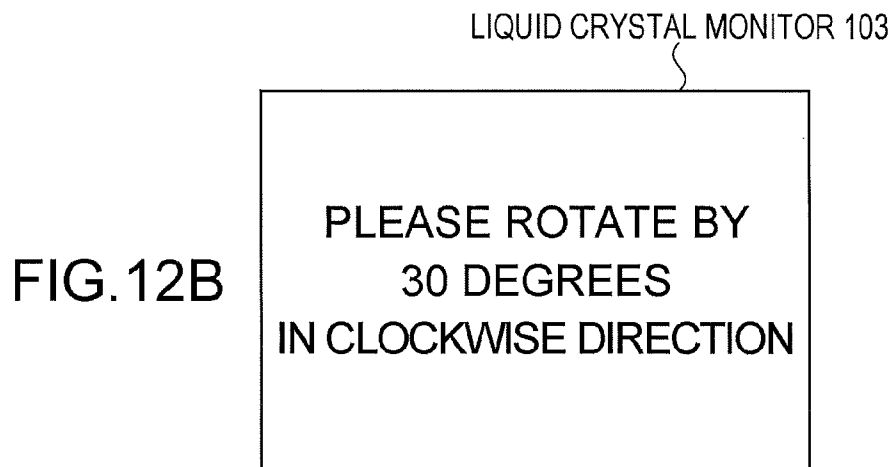 LIQUID CRYSTAL MONITOR 103
FIG.12B
PLEASE ROTATE BY
30 DEGREES
IN CLOCKWISE DIRECTION